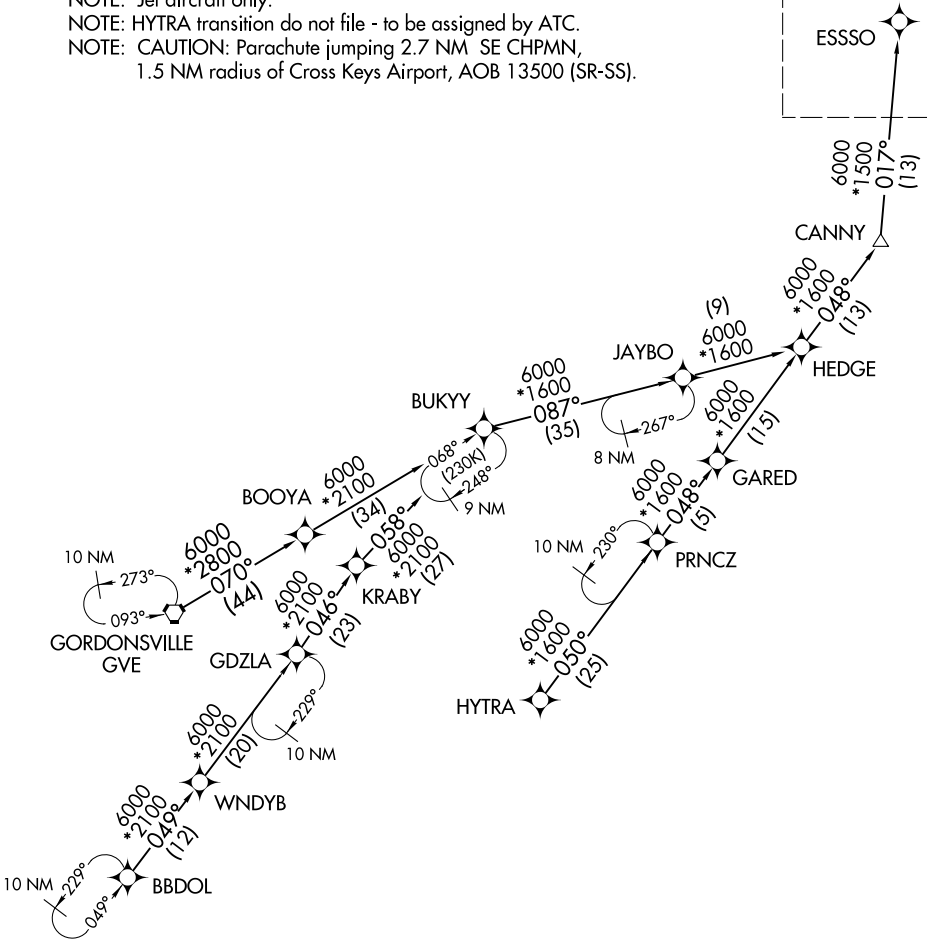 NOTE: Jet aircraft only.
NOTE: HYTRA transition do not file - to be assigned by ATC.
NOTE: CAUTION: Parachute jumping 2.7 NM SE CHPMN,
1.5 NM radius of Cross Keys Airport, AOB 13500 (SR-SS).
ESSSO
6000
*1500
017°
(13)
CANNY
6000
*1600
048°
(13)
HEDGE
(9)
6000
*1600
JAYBO
6000
*1600
087°
(35)
267°
8 NM
6000
*1600
(15)
GARED
BUKYY
068°
(230K)
248°
9 NM
6000
*2100
(34)
BOOYA
6000
*1600
048°
(5)
PRNCZ
10 NM
230°
058°
6000
*2100
(27)
KRABY
10 NM
273°
093°
6000
*2800
070°
(44)
GORDONSVILLE
GVE
6000
*2100
046°
(23)
GDZLA
229°
10 NM
6000
*1600
050°
(25)
HYTRA
6000
*2100
(20)
WNDYB
6000
*2100
049°
(12)
10 NM
229°
049°
BBDOL